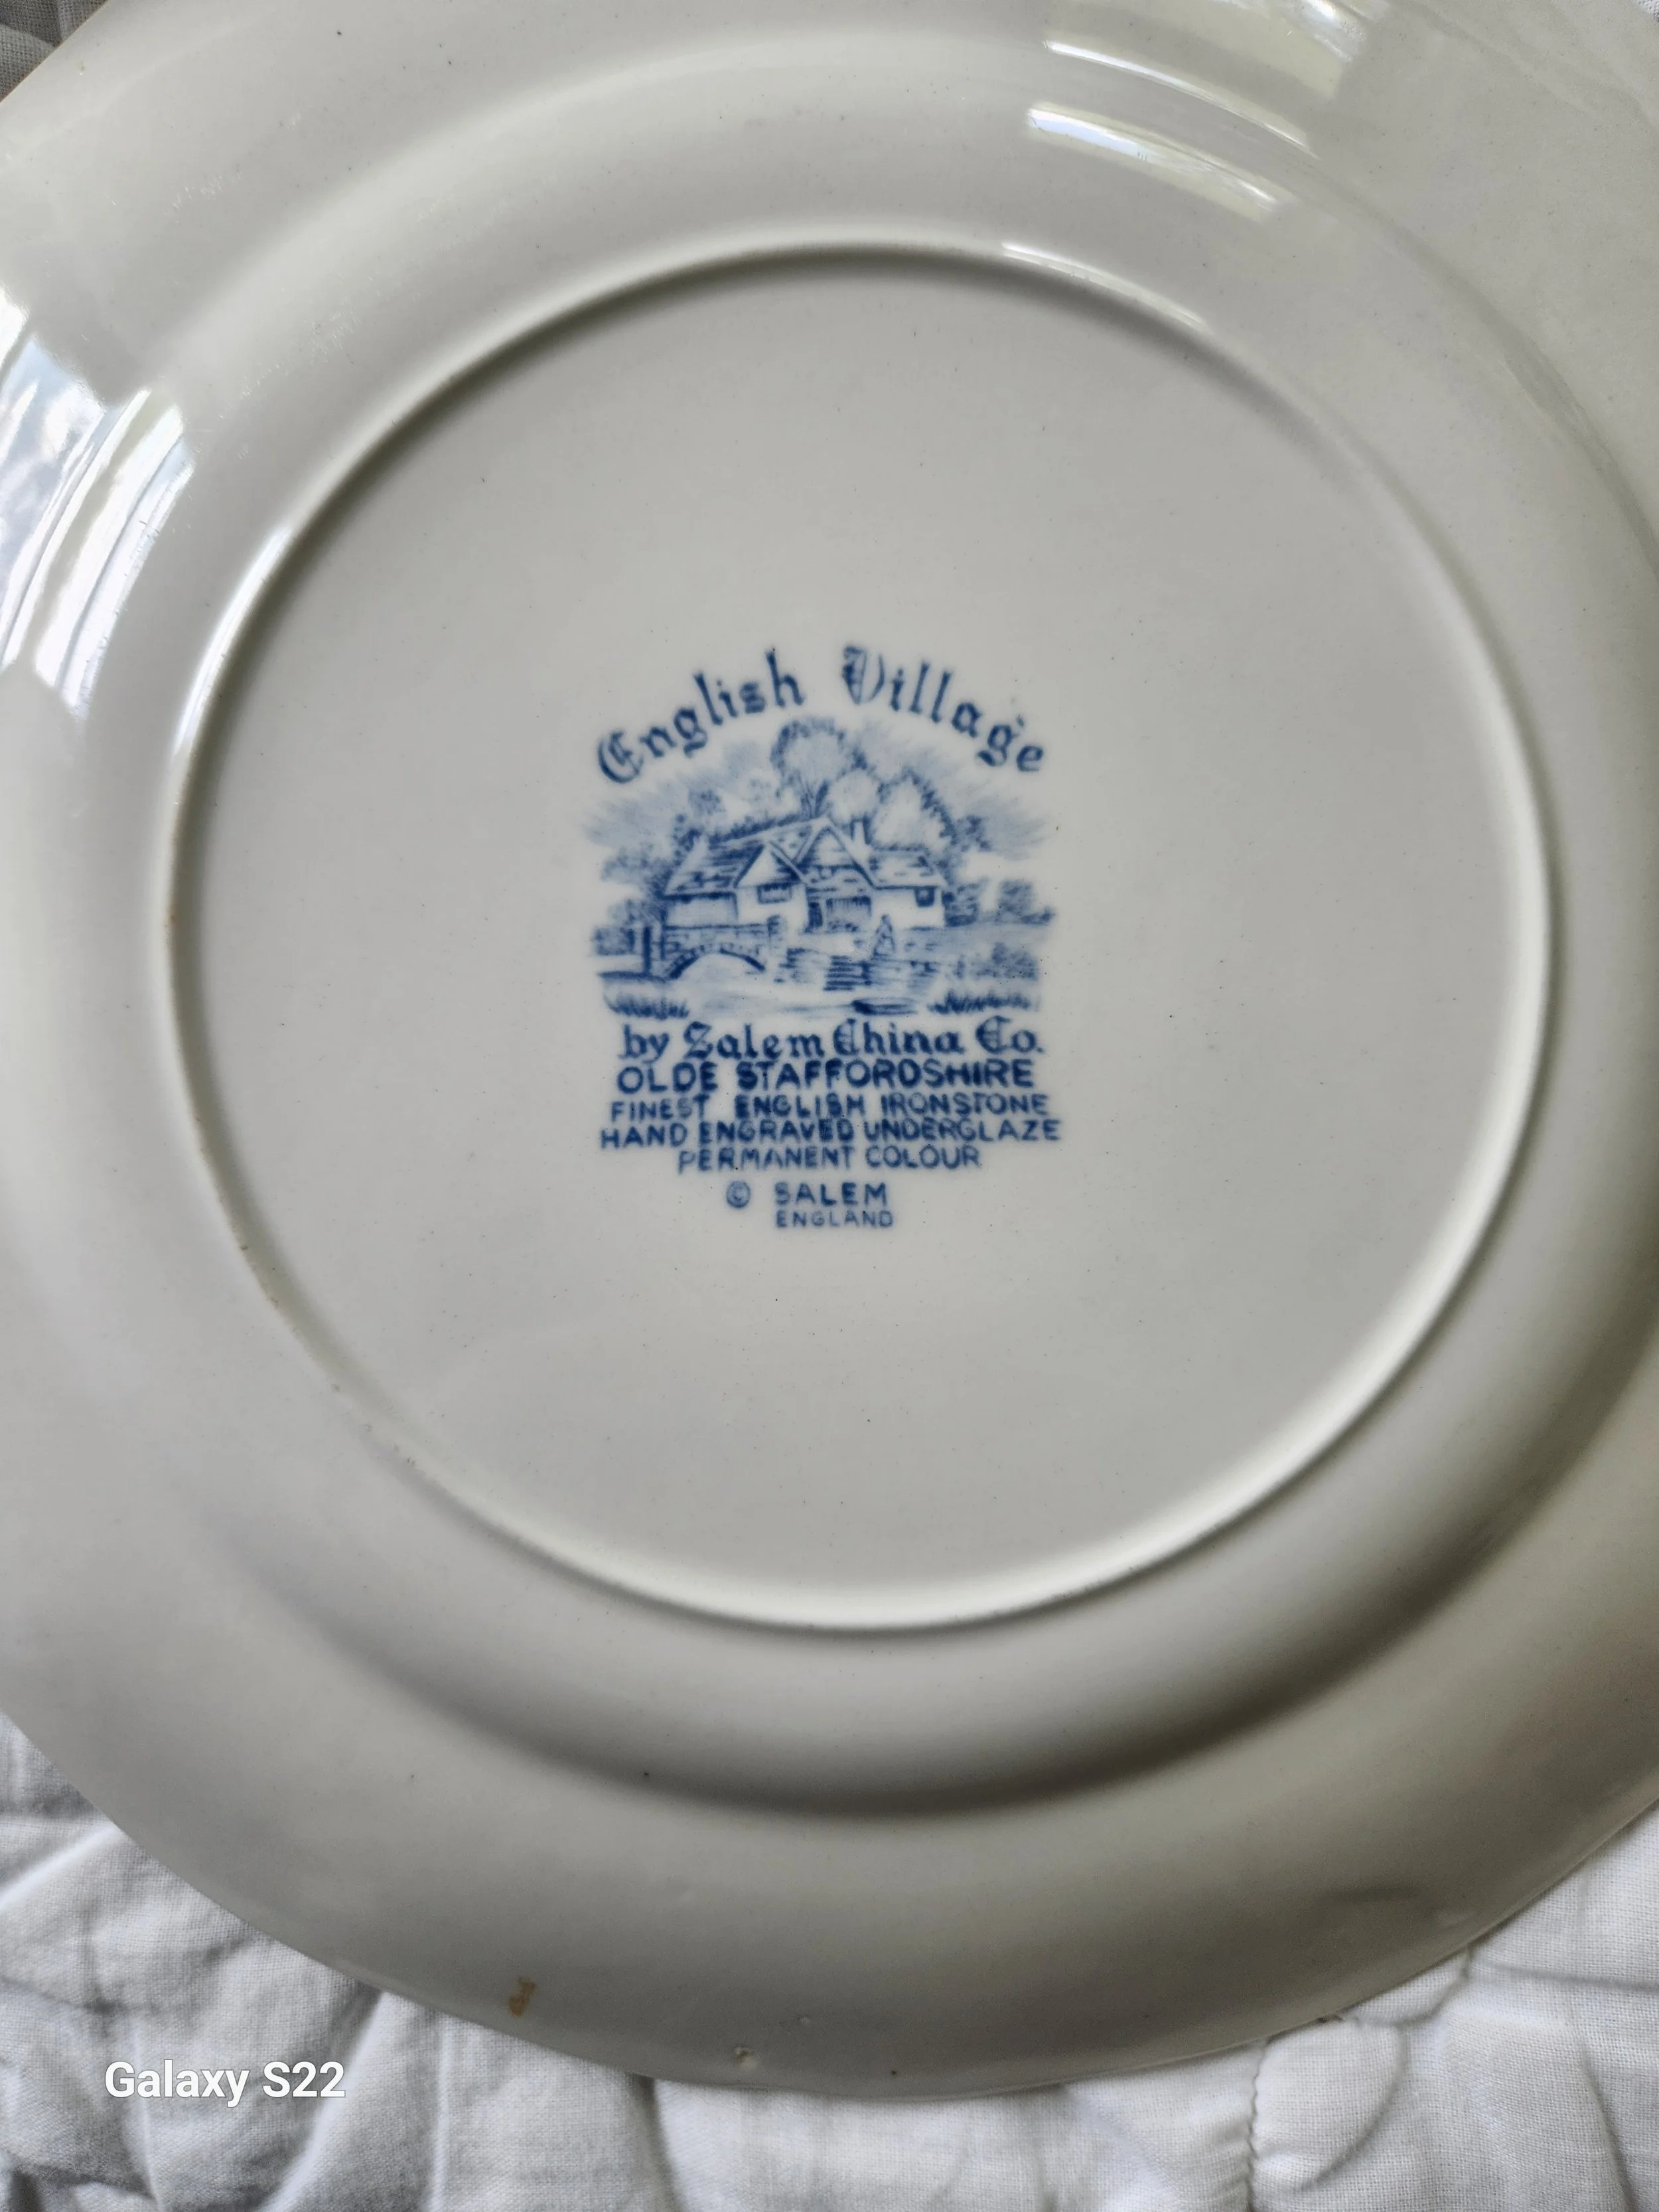 English Village
by Salem China Co.
OLDE STAFFORDSHIRE
FINEST ENGLISH IRONSTONE
HAND ENGRAVED UNDERGLAZE
PERMANENT COLOUR
© SALEM
ENGLAND
Galaxy S22